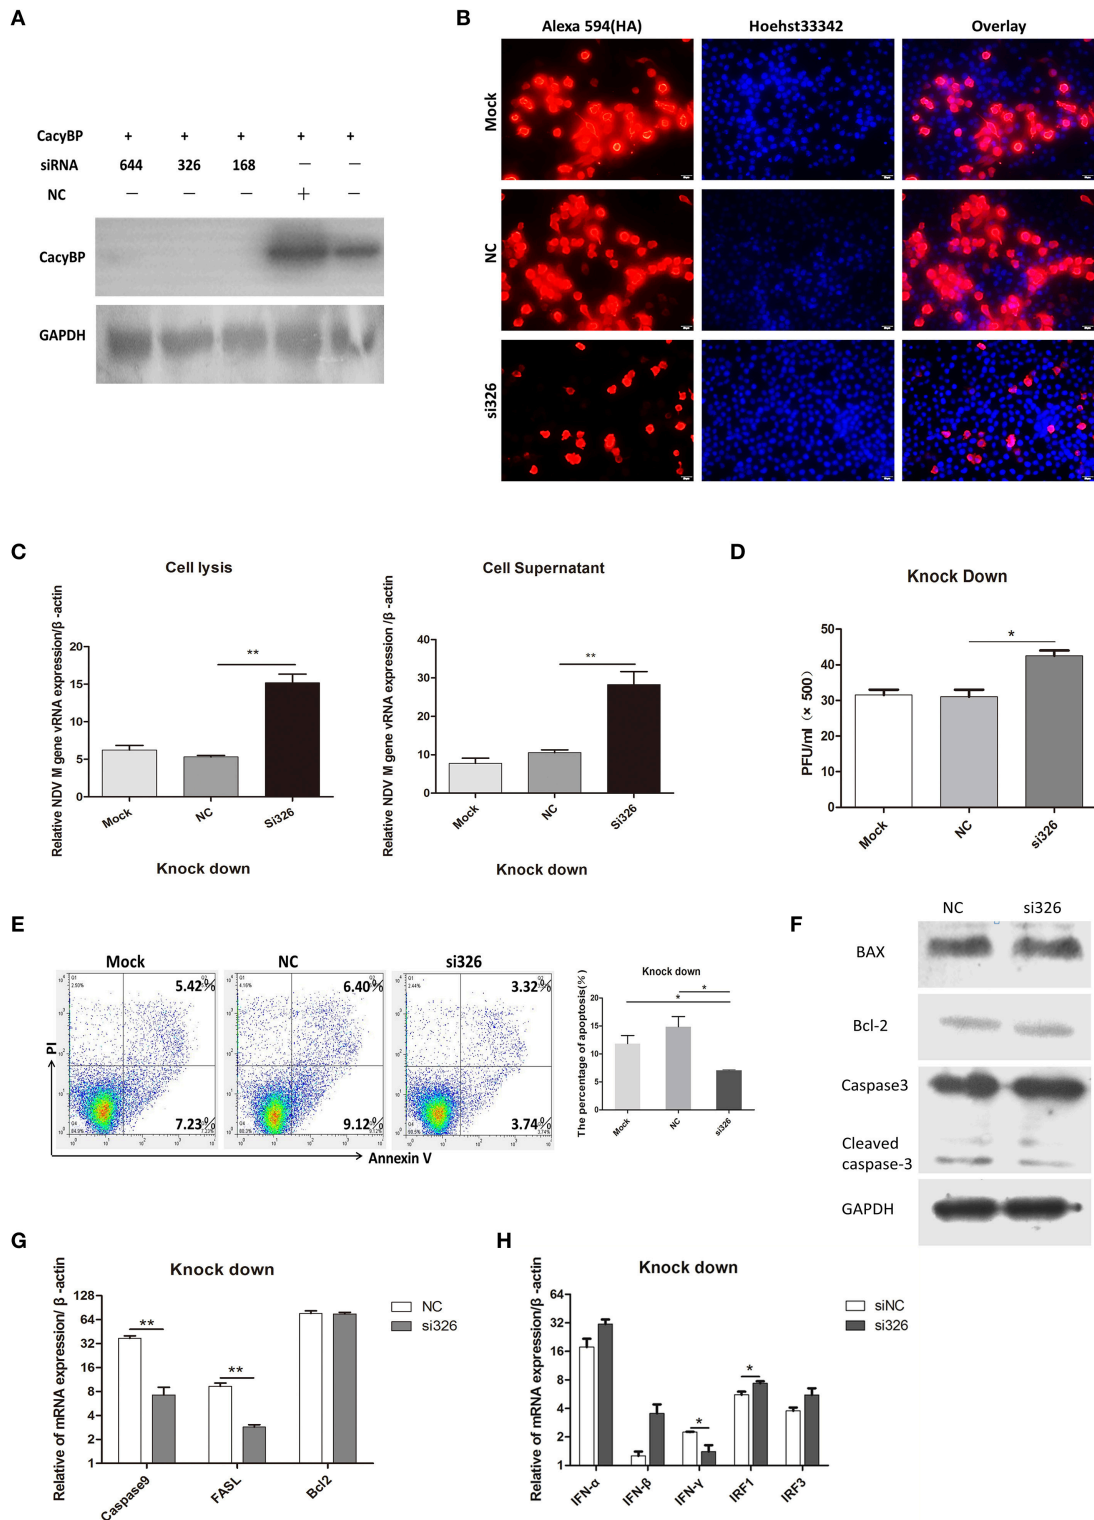 A
CacyBP + + + + +
siRNA 644 326 168 — —
NC — — — + —
CacyBP
GAPDH
B
Alexa 594(HA) Hoehst33342 Overlay
Mock
NC
si326
C
Cell lysis
Relative NDV M gene vRNA expression/β -actin
20
15
10
5
0
Mock NC Si326
Knock down
Cell Supernatant
Relative NDV M gene vRNA expression /β -actin
40
30
20
10
0
**
**
Mock NC Si326
Knock down
D
Knock Down
PFU/ml (× 500)
50
40
30
20
10
0
*
Mock NC si326
E
Mock NC si326
5.42% 6.40% 3.32%
7.23% 9.12% 3.74%
PI
Annexin V
Knock down
The percentage of apoptosis(%)
20
15
10
5
0
*
*
Mock NC si326
F
NC si326
BAX
Bcl-2
Caspase3
Cleaved
caspase-3
GAPDH
G
Knock down
Relative of mRNA expression/ β -actin
128
64
32
16
8
4
2
1
**
**
NC
si326
Caspase9 FASL Bcl2
H
Knock down
Relative of mRNA expression/β -actin
64
32
16
8
4
2
1
*
*
siNC
si326
IFN-α IFN-β IFN-γ IRF1 IRF3